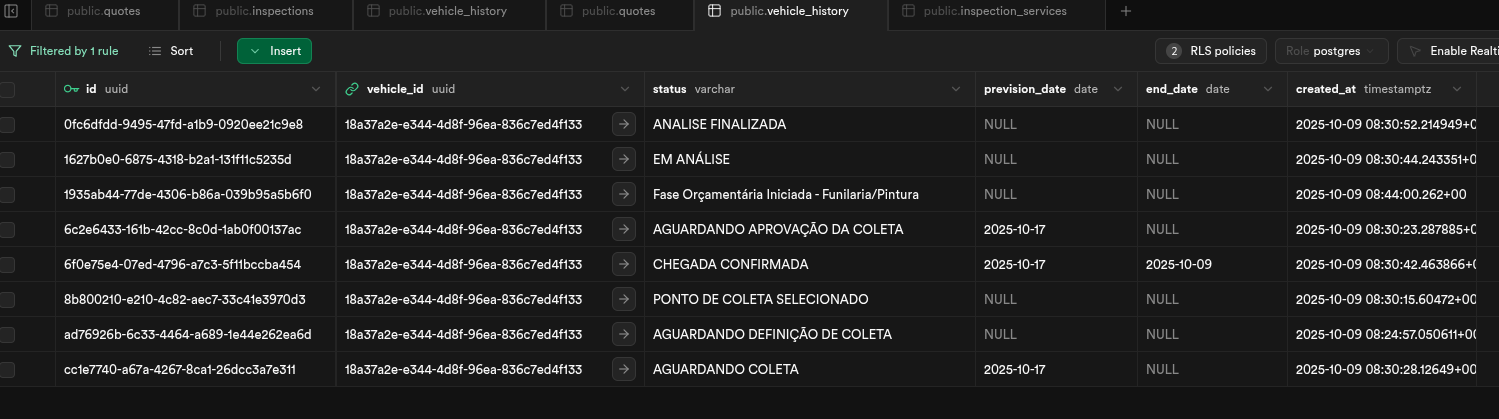 public.quotes public.inspections public.vehicle_history public.quotes public.vehicle_history public.inspection_services
Filtered by 1 rule Sort Insert 2 RLS policies Role postgres Enable Realti
id uuid vehicle_id uuid status varchar prevision_date date end_date date created_at timestamptz
0fc6dfdd-9495-47fd-a1b9-0920ee21c9e8 18a37a2e-e344-4d8f-96ea-836c7ed4f133 ANALISE FINALIZADA NULL NULL 2025-10-09 08:30:52.214949+0
1627b0e0-6875-4318-b2a1-131f11c5235d 18a37a2e-e344-4d8f-96ea-836c7ed4f133 EM ANÁLISE NULL NULL 2025-10-09 08:30:44.243351+0
1935ab44-77de-4306-b86a-039b95a5b6f0 18a37a2e-e344-4d8f-96ea-836c7ed4f133 Fase Orçamentária Iniciada - Funilaria/Pintura NULL NULL 2025-10-09 08:44:00.262+00
6c2e6433-161b-42cc-8c0d-1ab0f00137ac 18a37a2e-e344-4d8f-96ea-836c7ed4f133 AGUARDANDO APROVAÇÃO DA COLETA 2025-10-17 NULL 2025-10-09 08:30:23.287885+0
6f0e75e4-07ed-4796-a7c3-5f11bccba454 18a37a2e-e344-4d8f-96ea-836c7ed4f133 CHEGADA CONFIRMADA 2025-10-17 2025-10-09 2025-10-09 08:30:42.463866+0
8b800210-e210-4c82-aec7-33c41e3970d3 18a37a2e-e344-4d8f-96ea-836c7ed4f133 PONTO DE COLETA SELECIONADO NULL NULL 2025-10-09 08:30:15.60472+00
ad76926b-6c33-4464-a689-1e44e262ea6d 18a37a2e-e344-4d8f-96ea-836c7ed4f133 AGUARDANDO DEFINIÇÃO DE COLETA NULL NULL 2025-10-09 08:24:57.050611+00
cc1e7740-a67a-4267-8ca1-26dcc3a7e311 18a37a2e-e344-4d8f-96ea-836c7ed4f133 AGUARDANDO COLETA 2025-10-17 NULL 2025-10-09 08:30:28.12649+00